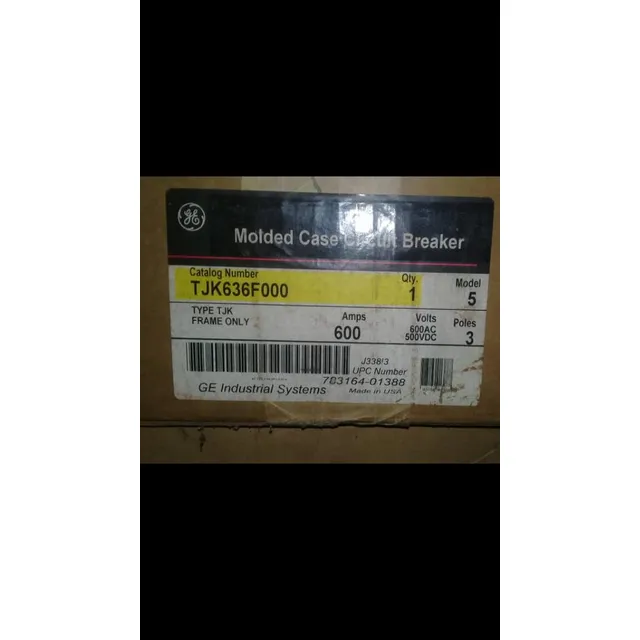 GE
Molded Case Circuit Breaker
Catalog Number Qty. Model
TJK636F000 1 5
TYPE TJK Amps Volts Poles
FRAME ONLY 600 600AC 3
500VDC
UPC Number
783164-01388
GE Industrial Systems Made in USA